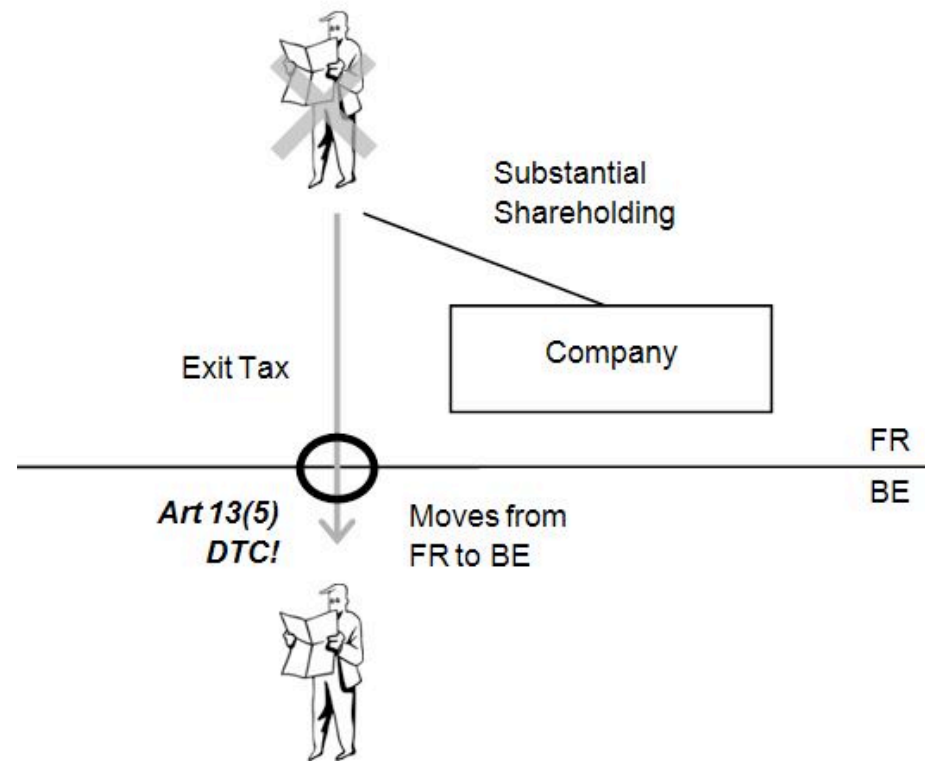 Substantial
Shareholding
Company
Exit Tax
FR
BE
Art 13(5)
DTC!
Moves from
FR to BE